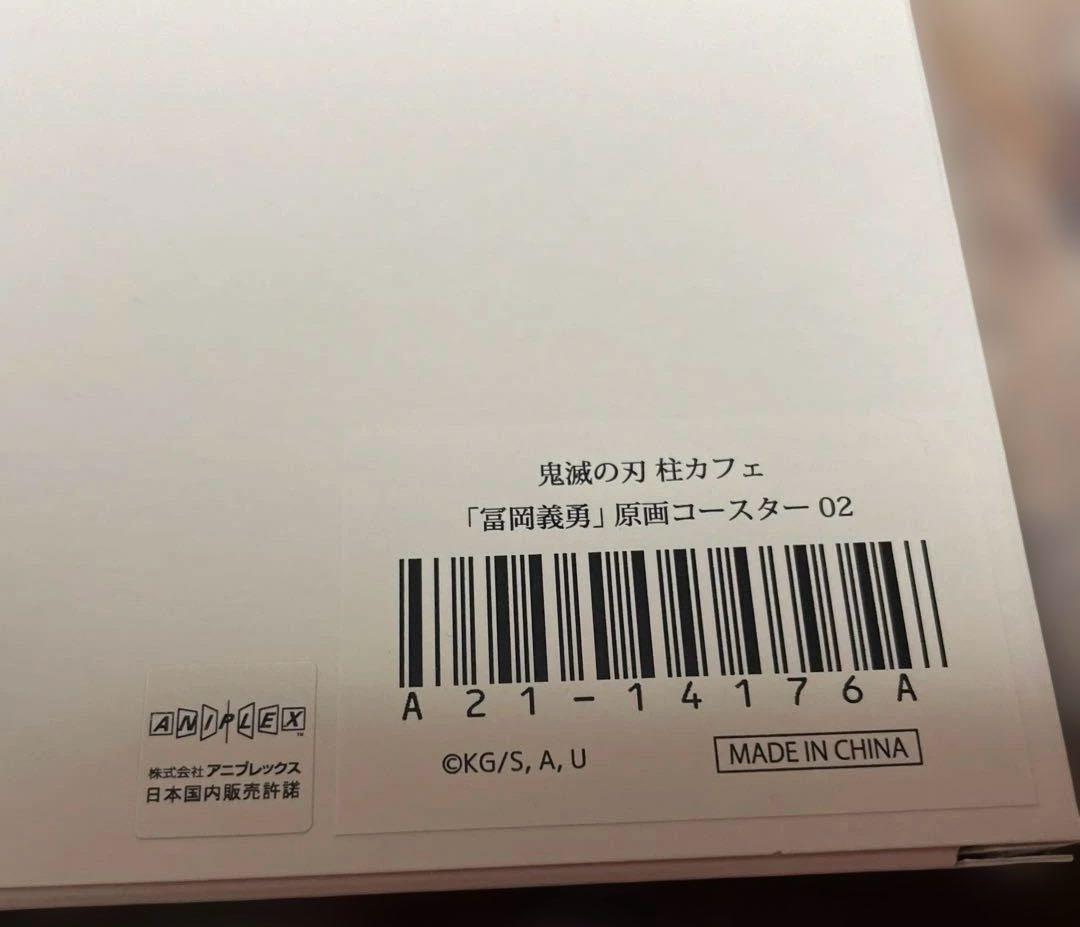 鬼滅の刃 柱カフェ
「冨岡義勇」原画コースター 02
A21-14176A
©KG/S, A, U
MADE IN CHINA
ANIPLEX™
株式会社アニプレックス
日本国内販売許諾